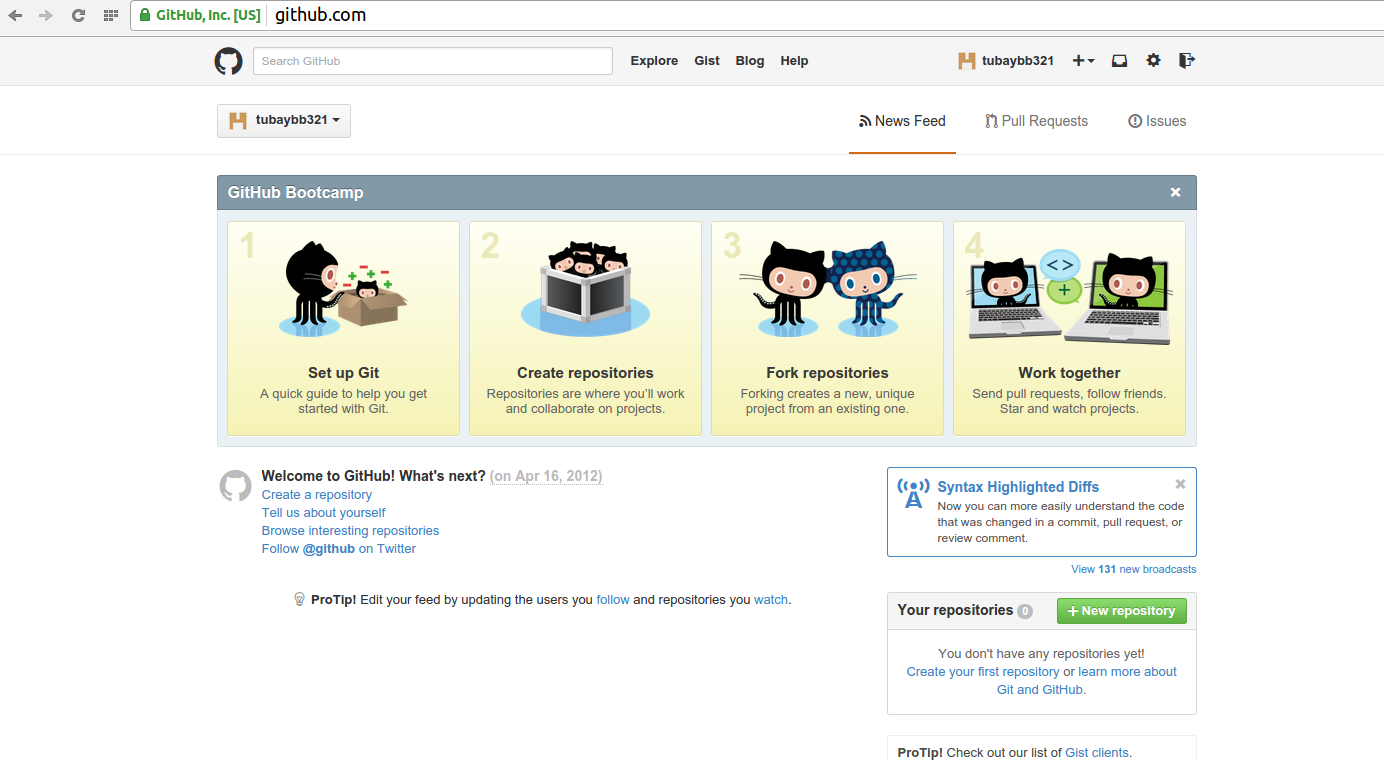 GitHub, Inc. [US] github.com
Search GitHub Explore Gist Blog Help tubaybb321
tubaybb321 News Feed Pull Requests Issues
GitHub Bootcamp
1
Set up Git
A quick guide to help you get
started with Git.
2
Create repositories
Repositories are where you'll work
and collaborate on projects.
3
Fork repositories
Forking creates a new, unique
project from an existing one.
4
<> +
Work together
Send pull requests, follow friends.
Star and watch projects.
Welcome to GitHub! What's next? (on Apr 16, 2012)
Create a repository
Tell us about yourself
Browse interesting repositories
Follow @github on Twitter
ProTip! Edit your feed by updating the users you follow and repositories you watch.
Syntax Highlighted Diffs
Now you can more easily understand the code
that was changed in a commit, pull request, or
review comment.
View 131 new broadcasts
Your repositories 0 + New repository
You don't have any repositories yet!
Create your first repository or learn more about
Git and GitHub.
ProTip! Check out our list of Gist clients.